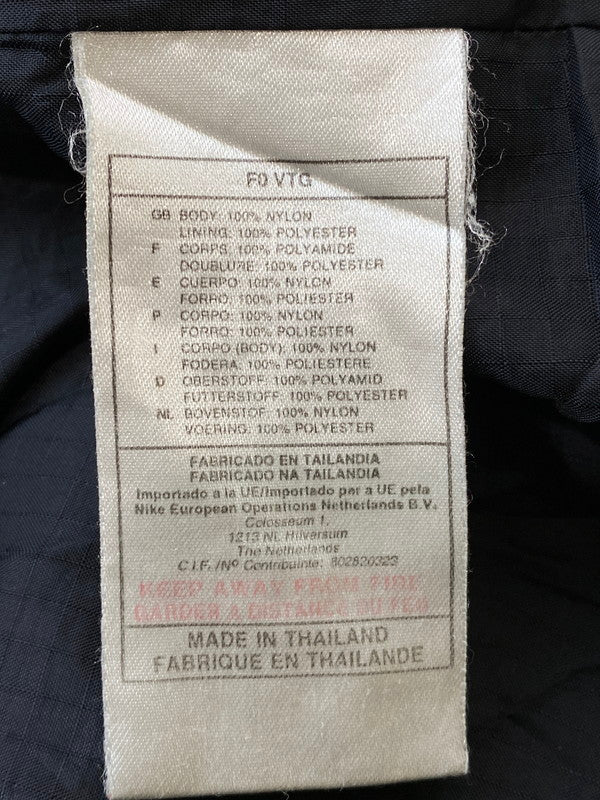 F0 VTG
GB BODY: 100% NYLON
LINING: 100% POLYESTER
F CORPS: 100% POLYAMIDE
DOUBLURE: 100% POLYESTER
E CUERPO: 100% NYLON
FORRO: 100% POLIESTER
P CORPO: 100% NYLON
FORRO: 100% POLIESTER
I CORPO (BODY): 100% NYLON
FODERA: 100% POLIESTERE
D OBERSTOFF: 100% POLYAMID
FUTTERSTOFF: 100% POLYESTER
NL BOVENSTOF: 100% NYLON
VOERING: 100% POLYESTER
FABRICADO EN TAILANDIA
FABRICADO NA TAILANDIA
Importado a la UE/Importado par a UE pela
Nike European Operations Netherlands B.V.
Colosseum 1,
1213 NL Hilversum
The Netherlands
C.I.F. /Nº Contribuinte: 802820323
KEEP AWAY FROM FIRE
GARDER A DISTANCE DU FEU
MADE IN THAILAND
FABRIQUE EN THAILANDE